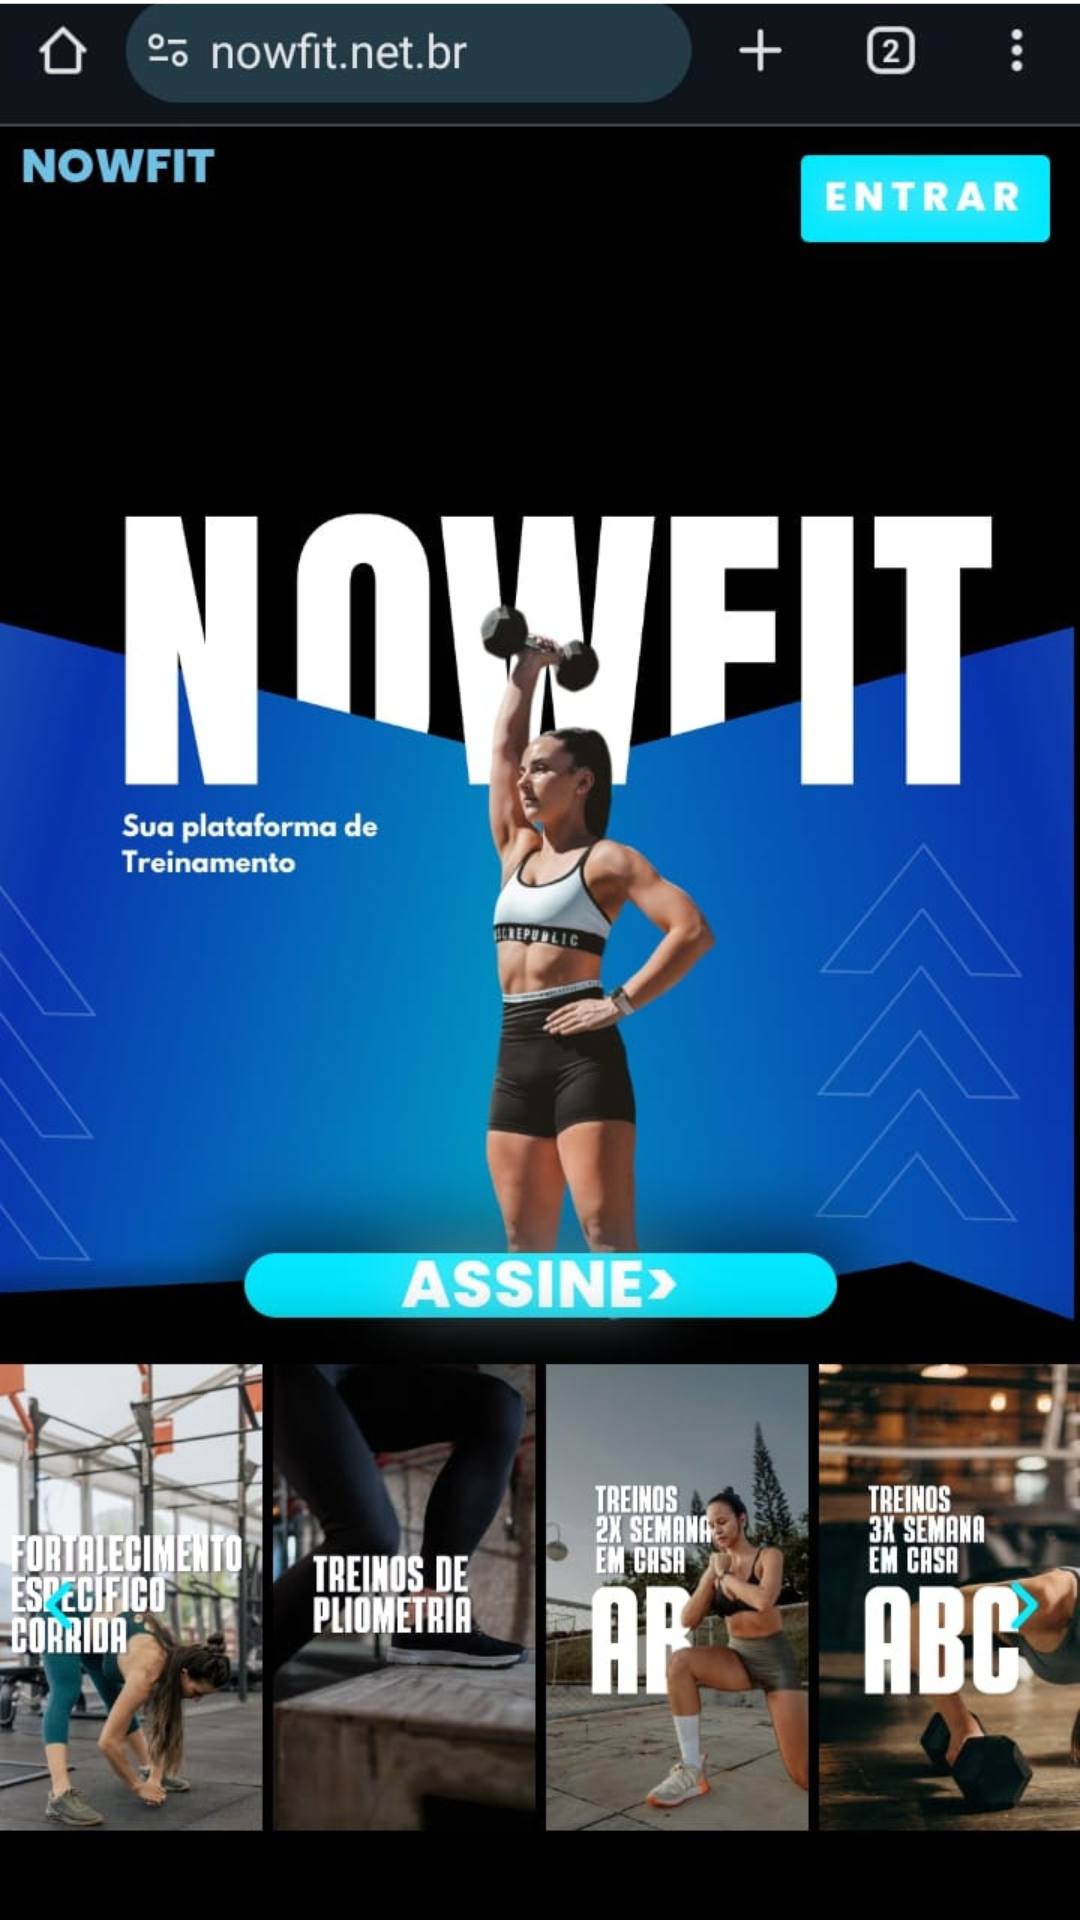 2
nowfit.net.br
NOWFIT
ENTRAR
NOWFIT
Sua plataforma de
Treinamento
REPUBLIC
ASSINE
FORTALECIMENTO
ESPECÍFICO
CORRIDA
TREINOS DE
PLIOMETRIA
TREINOS
2X SEMANA
EM CASA
AB
TREINOS
3X SEMANA
EM CASA
ABC